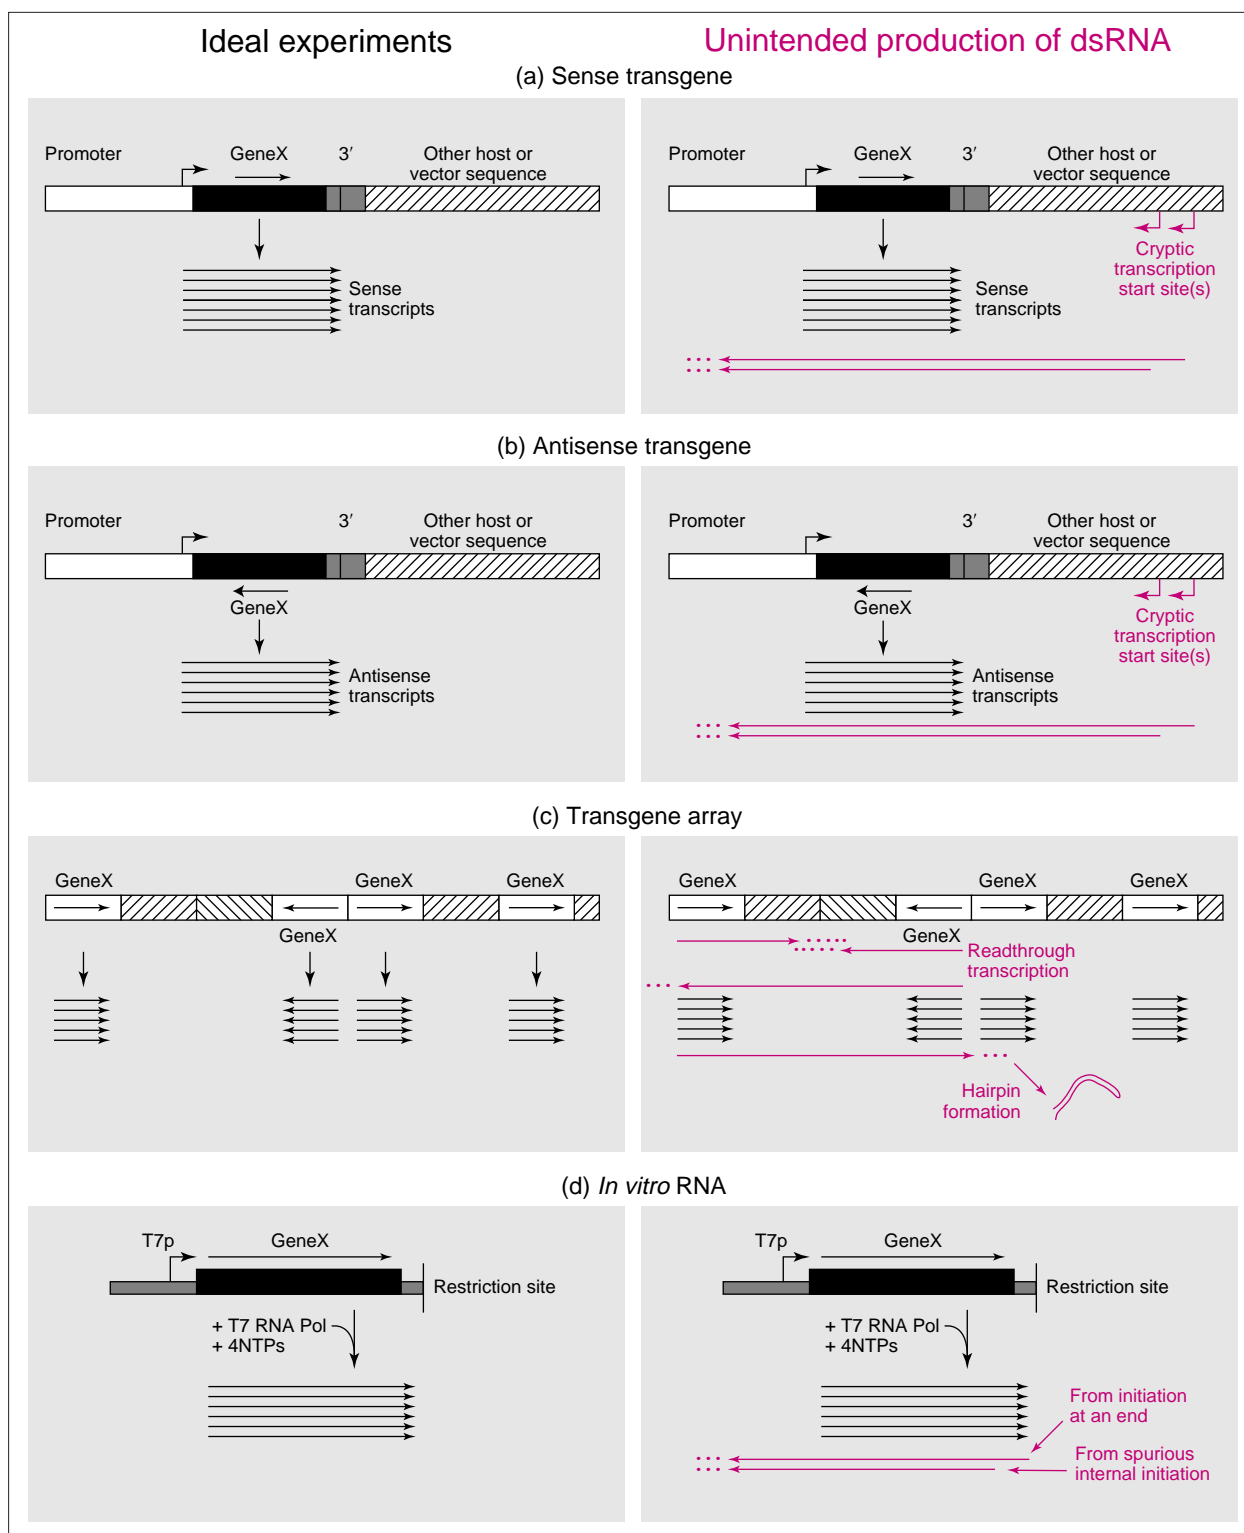 Ideal experiments
Unintended production of dsRNA
(a) Sense transgene
Promoter
GeneX
3′
Other host or
vector sequence
Sense
transcripts
Promoter
GeneX
3′
Other host or
vector sequence
Cryptic
transcription
start site(s)
Sense
transcripts
(b) Antisense transgene
Promoter
3′
Other host or
vector sequence
GeneX
Antisense
transcripts
Promoter
3′
Other host or
vector sequence
GeneX
Cryptic
transcription
start site(s)
Antisense
transcripts
(c) Transgene array
GeneX
GeneX
GeneX
GeneX
GeneX
GeneX
GeneX
GeneX
Readthrough
transcription
Hairpin
formation
(d) In vitro RNA
T7p
GeneX
Restriction site
+ T7 RNA Pol
+ 4NTPs
T7p
GeneX
Restriction site
+ T7 RNA Pol
+ 4NTPs
From initiation
at an end
From spurious
internal initiation